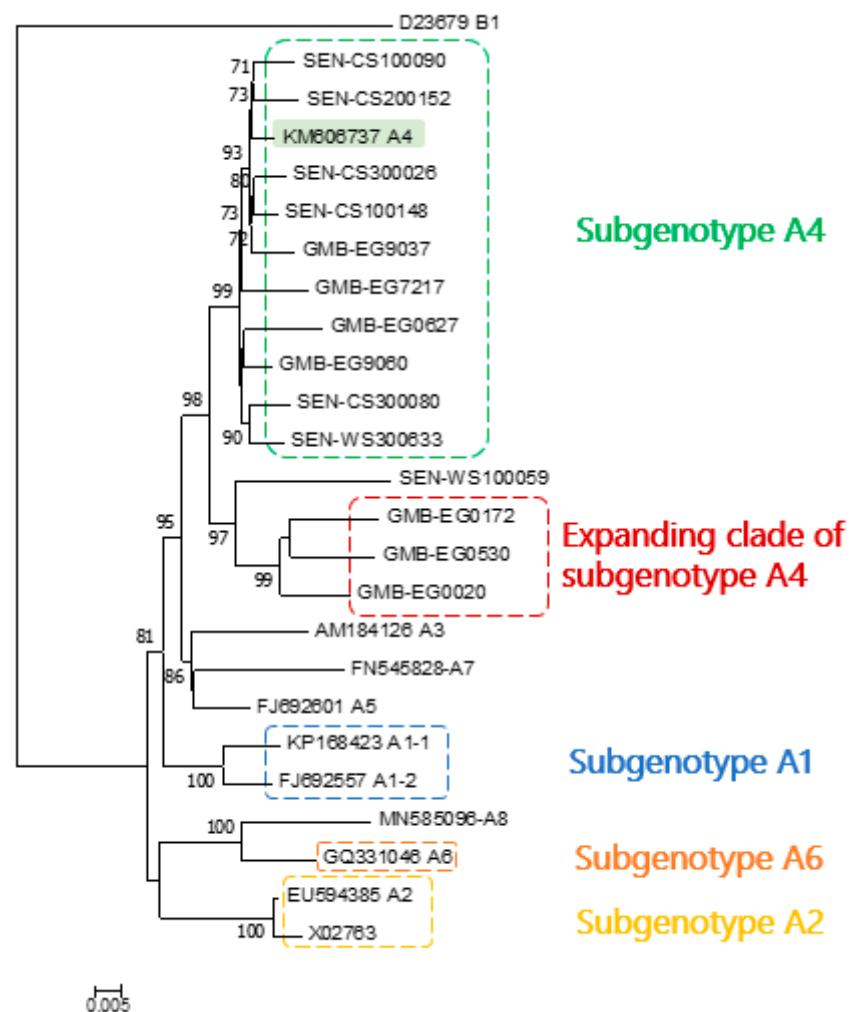 D23679 B1
71
SEN-CS100090
73
SEN-CS200152
KM606737 A4
93
80
SEN-CS300026
73
SEN-CS100148
72
GMB-EG9037
Subgenotype A4
99
GMB-EG7217
GMB-EG0627
GMB-EG9060
98
SEN-CS300080
90
SEN-WS300633
SEN-WS100059
95
GMB-EG0172
97
GMB-EG0530
Expanding clade of
subgenotype A4
99
GMB-EG0020
81
AM184126 A3
86
FN545828-A7
FJ692601 A5
KP168423 A1-1
Subgenotype A1
100
FJ692557 A1-2
100
MN585096-A8
GQ331046 A6
Subgenotype A6
EU594385 A2
Subgenotype A2
100
X02763
0.005